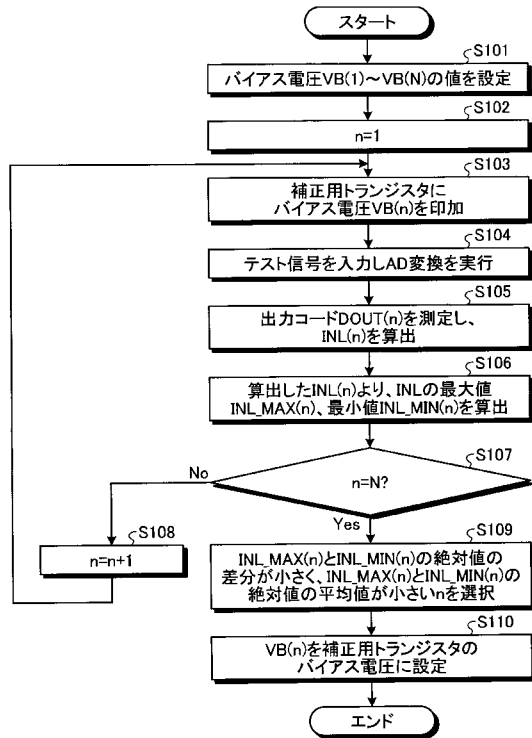 スタート
S101
バイアス電圧VB(1)～VB(N)の値を設定
S102
n=1
S103
補正用トランジスタに
バイアス電圧VB(n)を印加
S104
テスト信号を入力しAD変換を実行
S105
出力コードDOUT(n)を測定し、
INL(n)を算出
S106
算出したINL(n)より、INLの最大値
INL_MAX(n)、最小値INL_MIN(n)を算出
S107
n=N?
No
Yes
S108
n=n+1
S109
INL_MAX(n)とINL_MIN(n)の絶対値の
差分が小さく、INL_MAX(n)とINL_MIN(n)の
絶対値の平均値が小さいnを選択
S110
VB(n)を補正用トランジスタの
バイアス電圧に設定
エンド